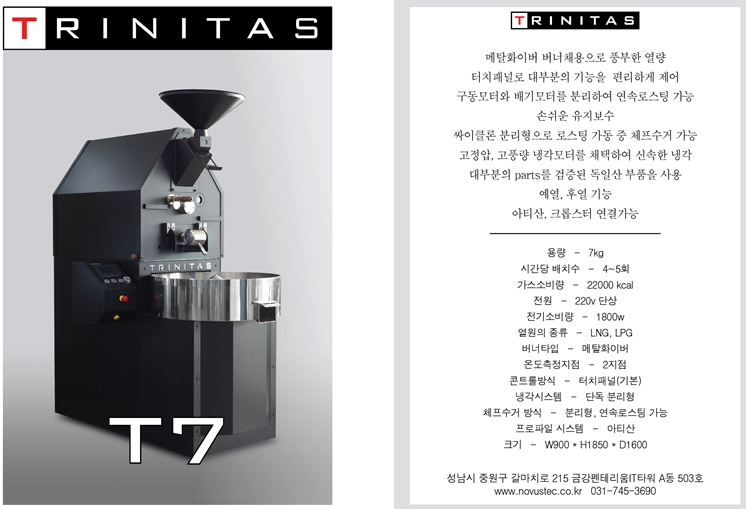 TRINITAS
TRINITAS
T7
TRINITAS
메탈화이버 버너채용으로 풍부한 열량
터치패널로 대부분의 기능을 편리하게 제어
구동모터와 배기모터를 분리하여 연속로스팅 가능
손쉬운 유지보수
싸이클론 분리형으로 로스팅 가동 중 체프수거 가능
고정압, 고풍량 냉각모터를 채택하여 신속한 냉각
대부분의 parts를 검증된 독일산 부품을 사용
예열, 후열 기능
아티산, 크롭스터 연결가능
용량 - 7kg
시간당 배치수 - 4~5회
가스소비량 - 22000 kcal
전원 - 220v 단상
전기소비량 - 1800w
열원의 종류 - LNG, LPG
버너타입 - 메탈화이버
온도측정지점 - 2지점
콘트롤방식 - 터치패널(기본)
냉각시스템 - 단독 분리형
체프수거 방식 - 분리형, 연속로스팅 가능
프로파일 시스템 - 아티산
크기 - W900 * H1850 * D1600
성남시 중원구 갈마치로 215 금강펜테리움IT타워 A동 503호
www.novustec.co.kr 031-745-3690